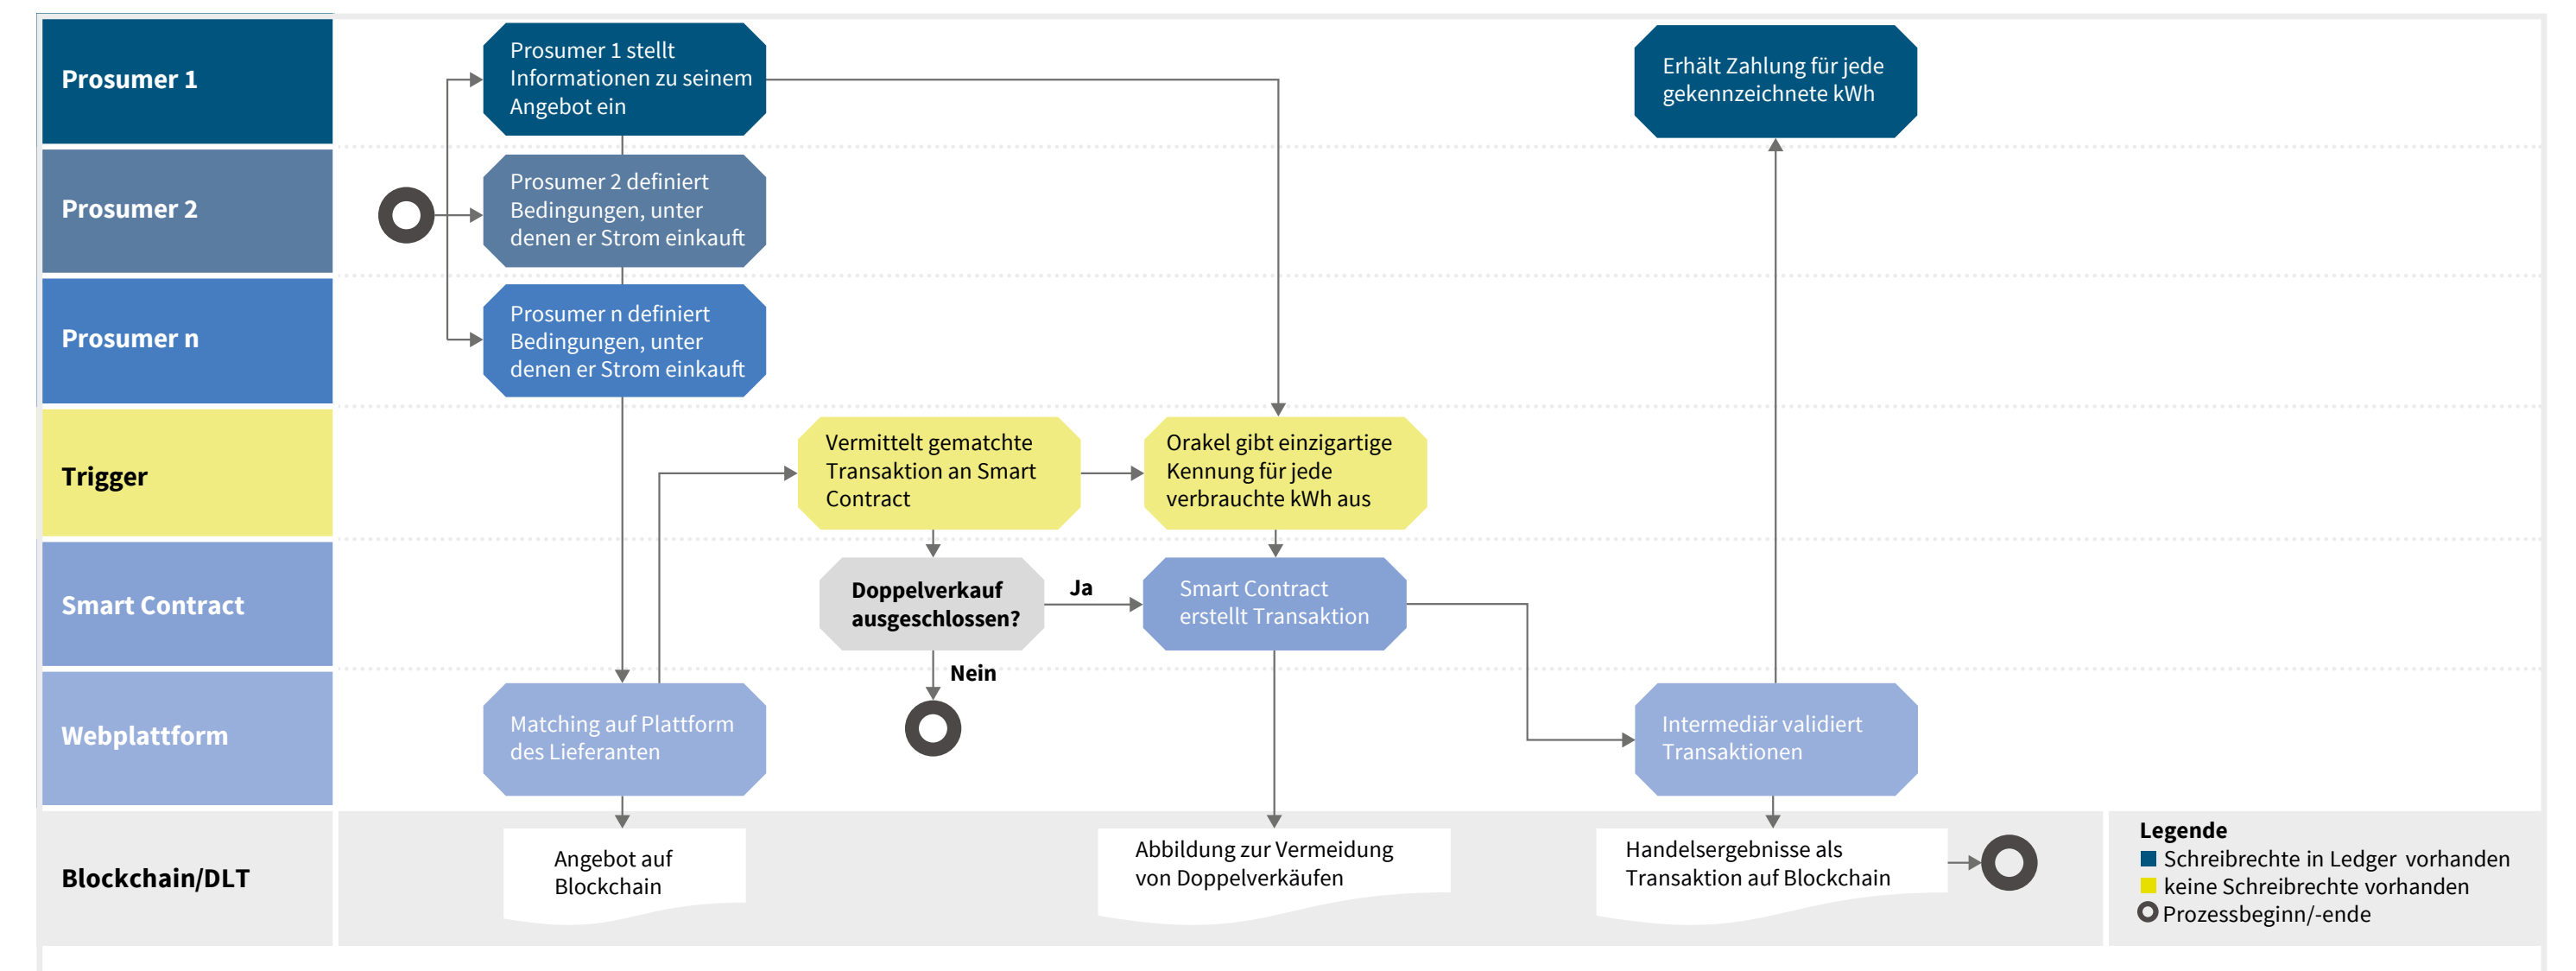 Prosumer 1
Prosumer 1 stellt
Informationen zu seinem
Angebot ein
Erhält Zahlung für jede
gekennzeichnete kWh
Prosumer 2
Prosumer 2 definiert
Bedingungen, unter
denen er Strom einkauft
Prosumer n
Prosumer n definiert
Bedingungen, unter
denen er Strom einkauft
Trigger
Vermittelt gematchte
Transaktion an Smart
Contract
Orakel gibt einzigartige
Kennung für jede
verbrauchte kWh aus
Smart Contract
Doppelverkauf
ausgeschlossen?
Ja
Nein
Smart Contract
erstellt Transaktion
Webplattform
Matching auf Plattform
des Lieferanten
Intermediär validiert
Transaktionen
Blockchain/DLT
Angebot auf
Blockchain
Abbildung zur Vermeidung
von Doppelverkäufen
Handelsergebnisse als
Transaktion auf Blockchain
Legende
Schreibrechte in Ledger vorhanden
keine Schreibrechte vorhanden
Prozessbeginn/-ende